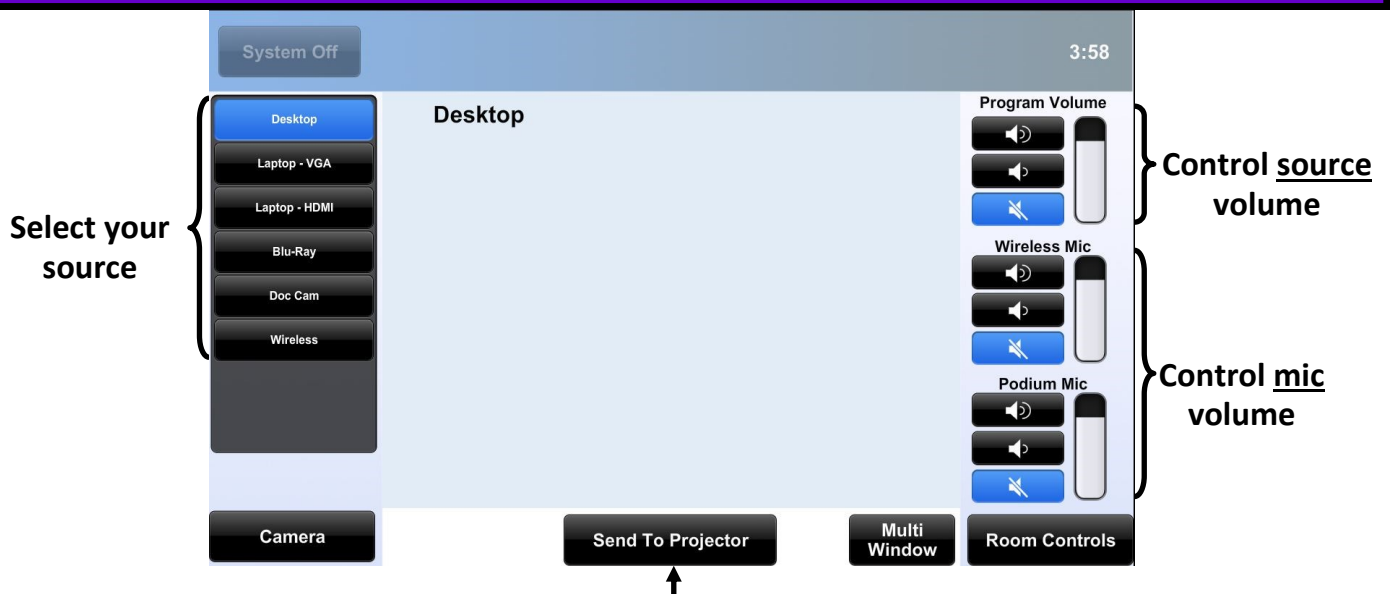 System Off
3:58
Select your
source
Desktop
Laptop - VGA
Laptop - HDMI
Blu-Ray
Doc Cam
Wireless
Camera
Desktop
Send To Projector
Multi
Window
Program Volume
Wireless Mic
Podium Mic
Room Controls
Control source
volume
Control mic
volume